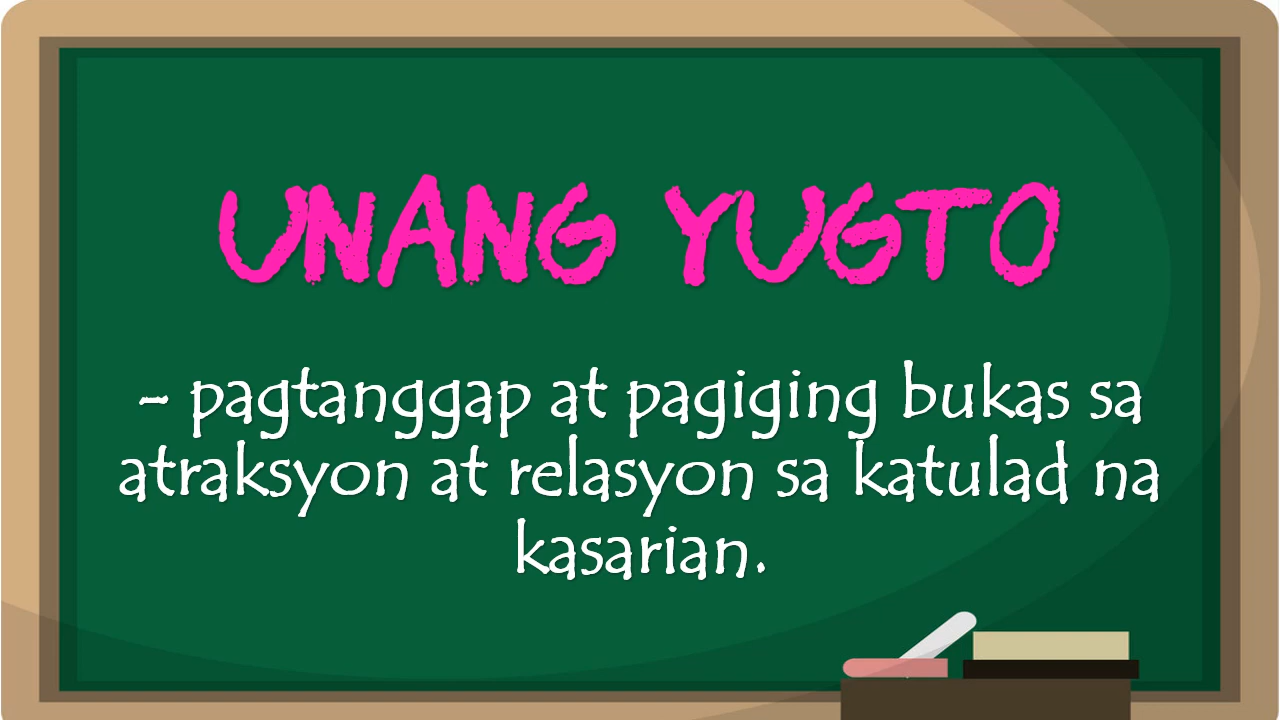 UNANG YUGTO
- pagtanggap at pagiging bukas sa
atraksyon at relasyon sa katulad na
kasarian.